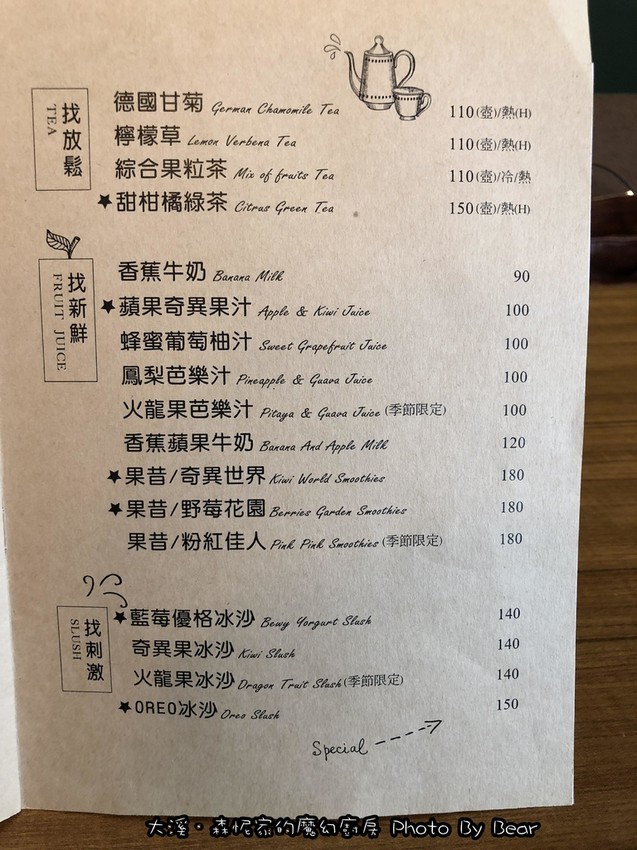 找放鬆
TEA
德國甘菊 German Chamomile Tea 110(壺)/熱(H)
檸檬草 Lemon Verbena Tea 110(壺)/熱(H)
綜合果粒茶 Mix of fruits Tea 110(壺)/冷/熱
★甜柑橘綠茶 Citrus Green Tea 150(壺)/熱(H)
找新鮮
FRUIT JUICE
香蕉牛奶 Banana Milk 90
★蘋果奇異果汁 Apple & Kiwi Juice 100
蜂蜜葡萄柚汁 Sweet Grapefruit Juice 100
鳳梨芭樂汁 Pineapple & Guava Juice 100
火龍果芭樂汁 Pitaya & Guava Juice (季節限定) 100
香蕉蘋果牛奶 Banana And Apple Milk 120
★果昔/奇異世界 Kiwi World Smoothies 180
★果昔/野莓花園 Berries Garden Smoothies 180
果昔/粉紅佳人 Pink Pink Smoothies (季節限定) 180
找刺激
SLUSH
★藍莓優格冰沙 Bewy Yorgurt Slush 140
奇異果冰沙 Kiwi Slush 140
火龍果冰沙 Dragon Truit Slush (季節限定) 140
★OREO冰沙 Oreo Slush 150
Special
大溪·森怩家的魔幻廚房 Photo By Bear